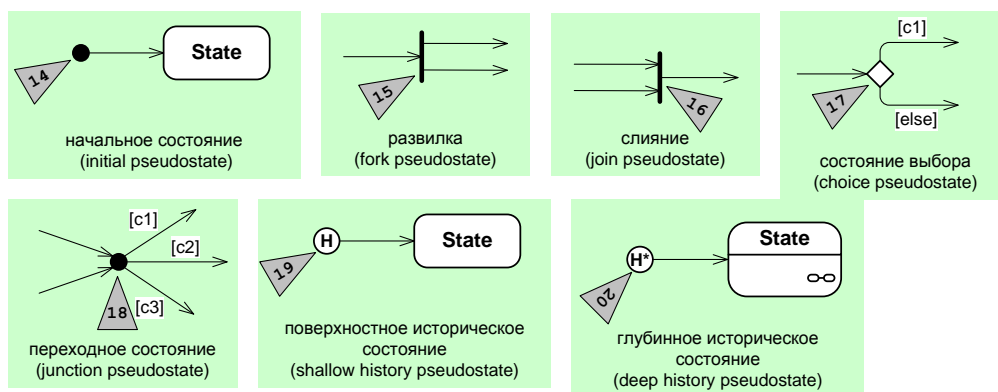 14
State
начальное состояние
(initial pseudostate)
15
развилка
(fork pseudostate)
16
слияние
(join pseudostate)
[c1]
17
[else]
состояние выбора
(choice pseudostate)
[c1]
[c2]
18
[c3]
переходное состояние
(junction pseudostate)
H
State
19
поверхностное историческое
состояние
(shallow history pseudostate)
State
H*
20
глубинное историческое
состояние
(deep history pseudostate)